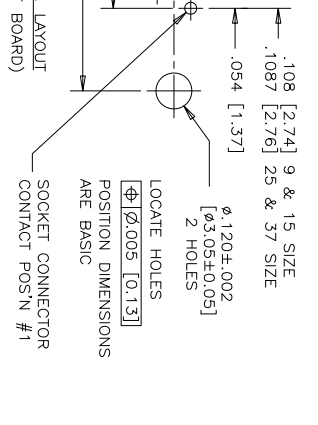 .108 [2.74] 9 & 15 SIZE
.1087 [2.76] 25 & 37 SIZE
.054 [1.37]
ø.120±.002
[ø3.05±0.05]
2 HOLES
LOCATE HOLES
⌖ Ø.005 [0.13]
POSITION DIMENSIONS
ARE BASIC
SOCKET CONNECTOR
CONTACT POS'N #1
LAYOUT
BOARD)